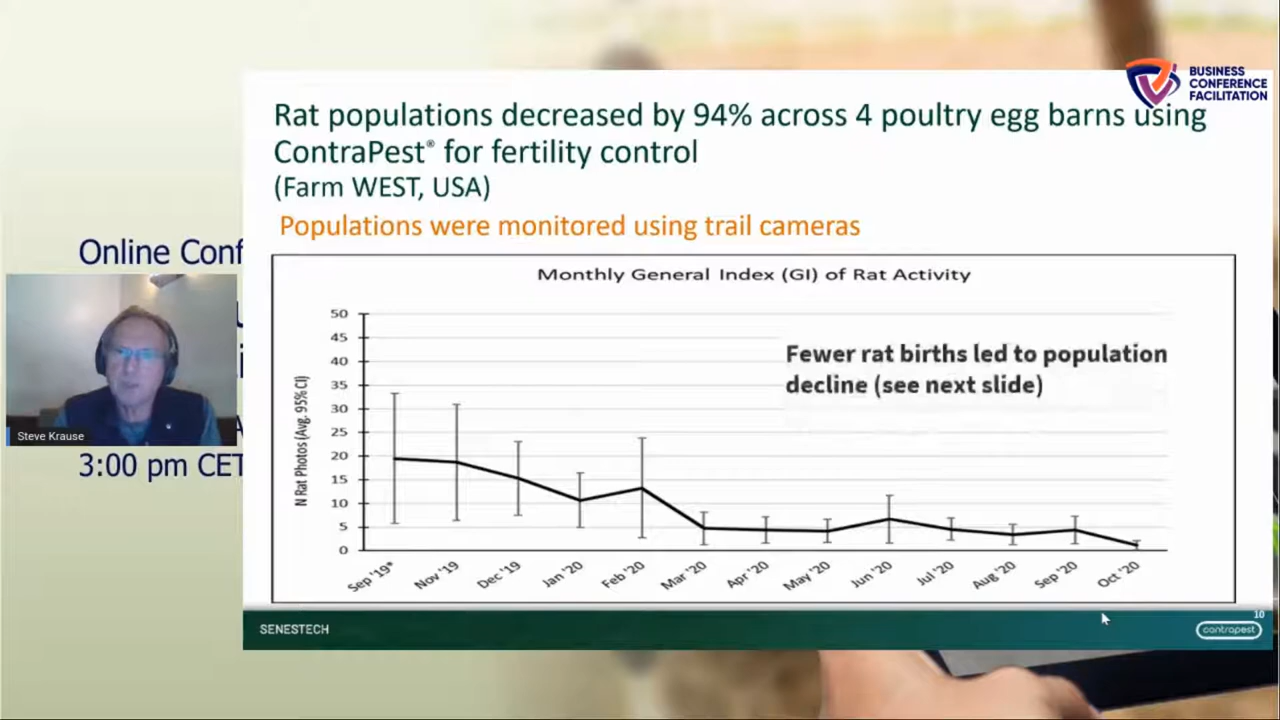 BUSINESS
CONFERENCE
FACILITATION
Rat populations decreased by 94% across 4 poultry egg barns using
ContraPest® for fertility control
(Farm WEST, USA)
Populations were monitored using trail cameras
Online Conf
3:00 pm CET
Steve Krause
Monthly General Index (GI) of Rat Activity
N Rat Photos (Avg. 95% CI)
50
45
40
35
30
25
20
15
10
5
0
Fewer rat births led to population
decline (see next slide)
Sep '19* Nov '19 Dec '19 Jan '20 Feb '20 Mar '20 Apr '20 May '20 Jun '20 Jul '20 Aug '20 Sep '20 Oct '20
10
SENESTECH
contrapest